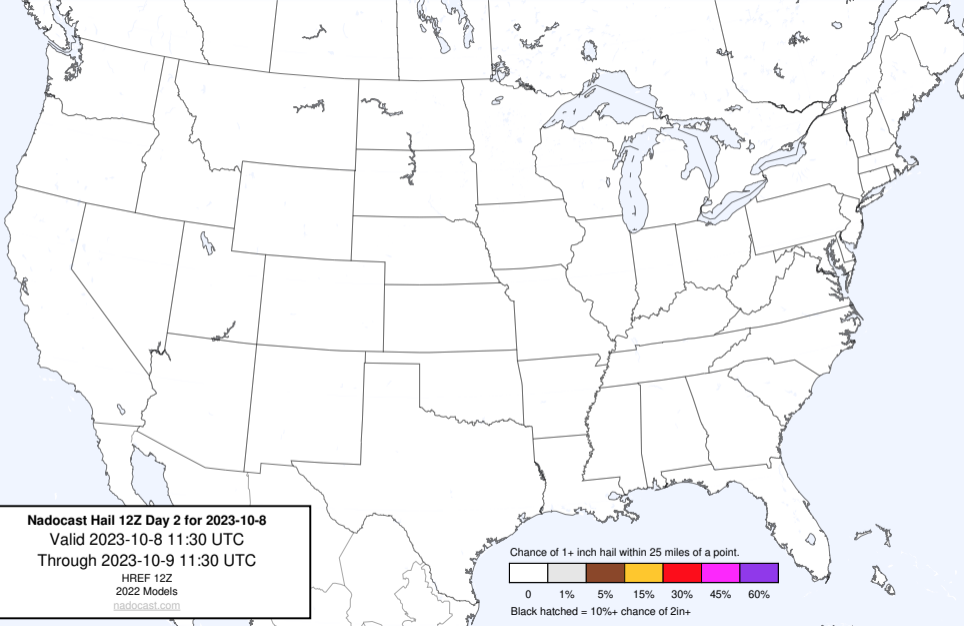 Nadocast Hail 12Z Day 2 for 2023-10-8
Valid 2023-10-8 11:30 UTC
Through 2023-10-9 11:30 UTC
HREF 12Z
2022 Models
nadocast.com
Chance of 1+ inch hail within 25 miles of a point.
0 1% 5% 15% 30% 45% 60%
Black hatched = 10%+ chance of 2in+